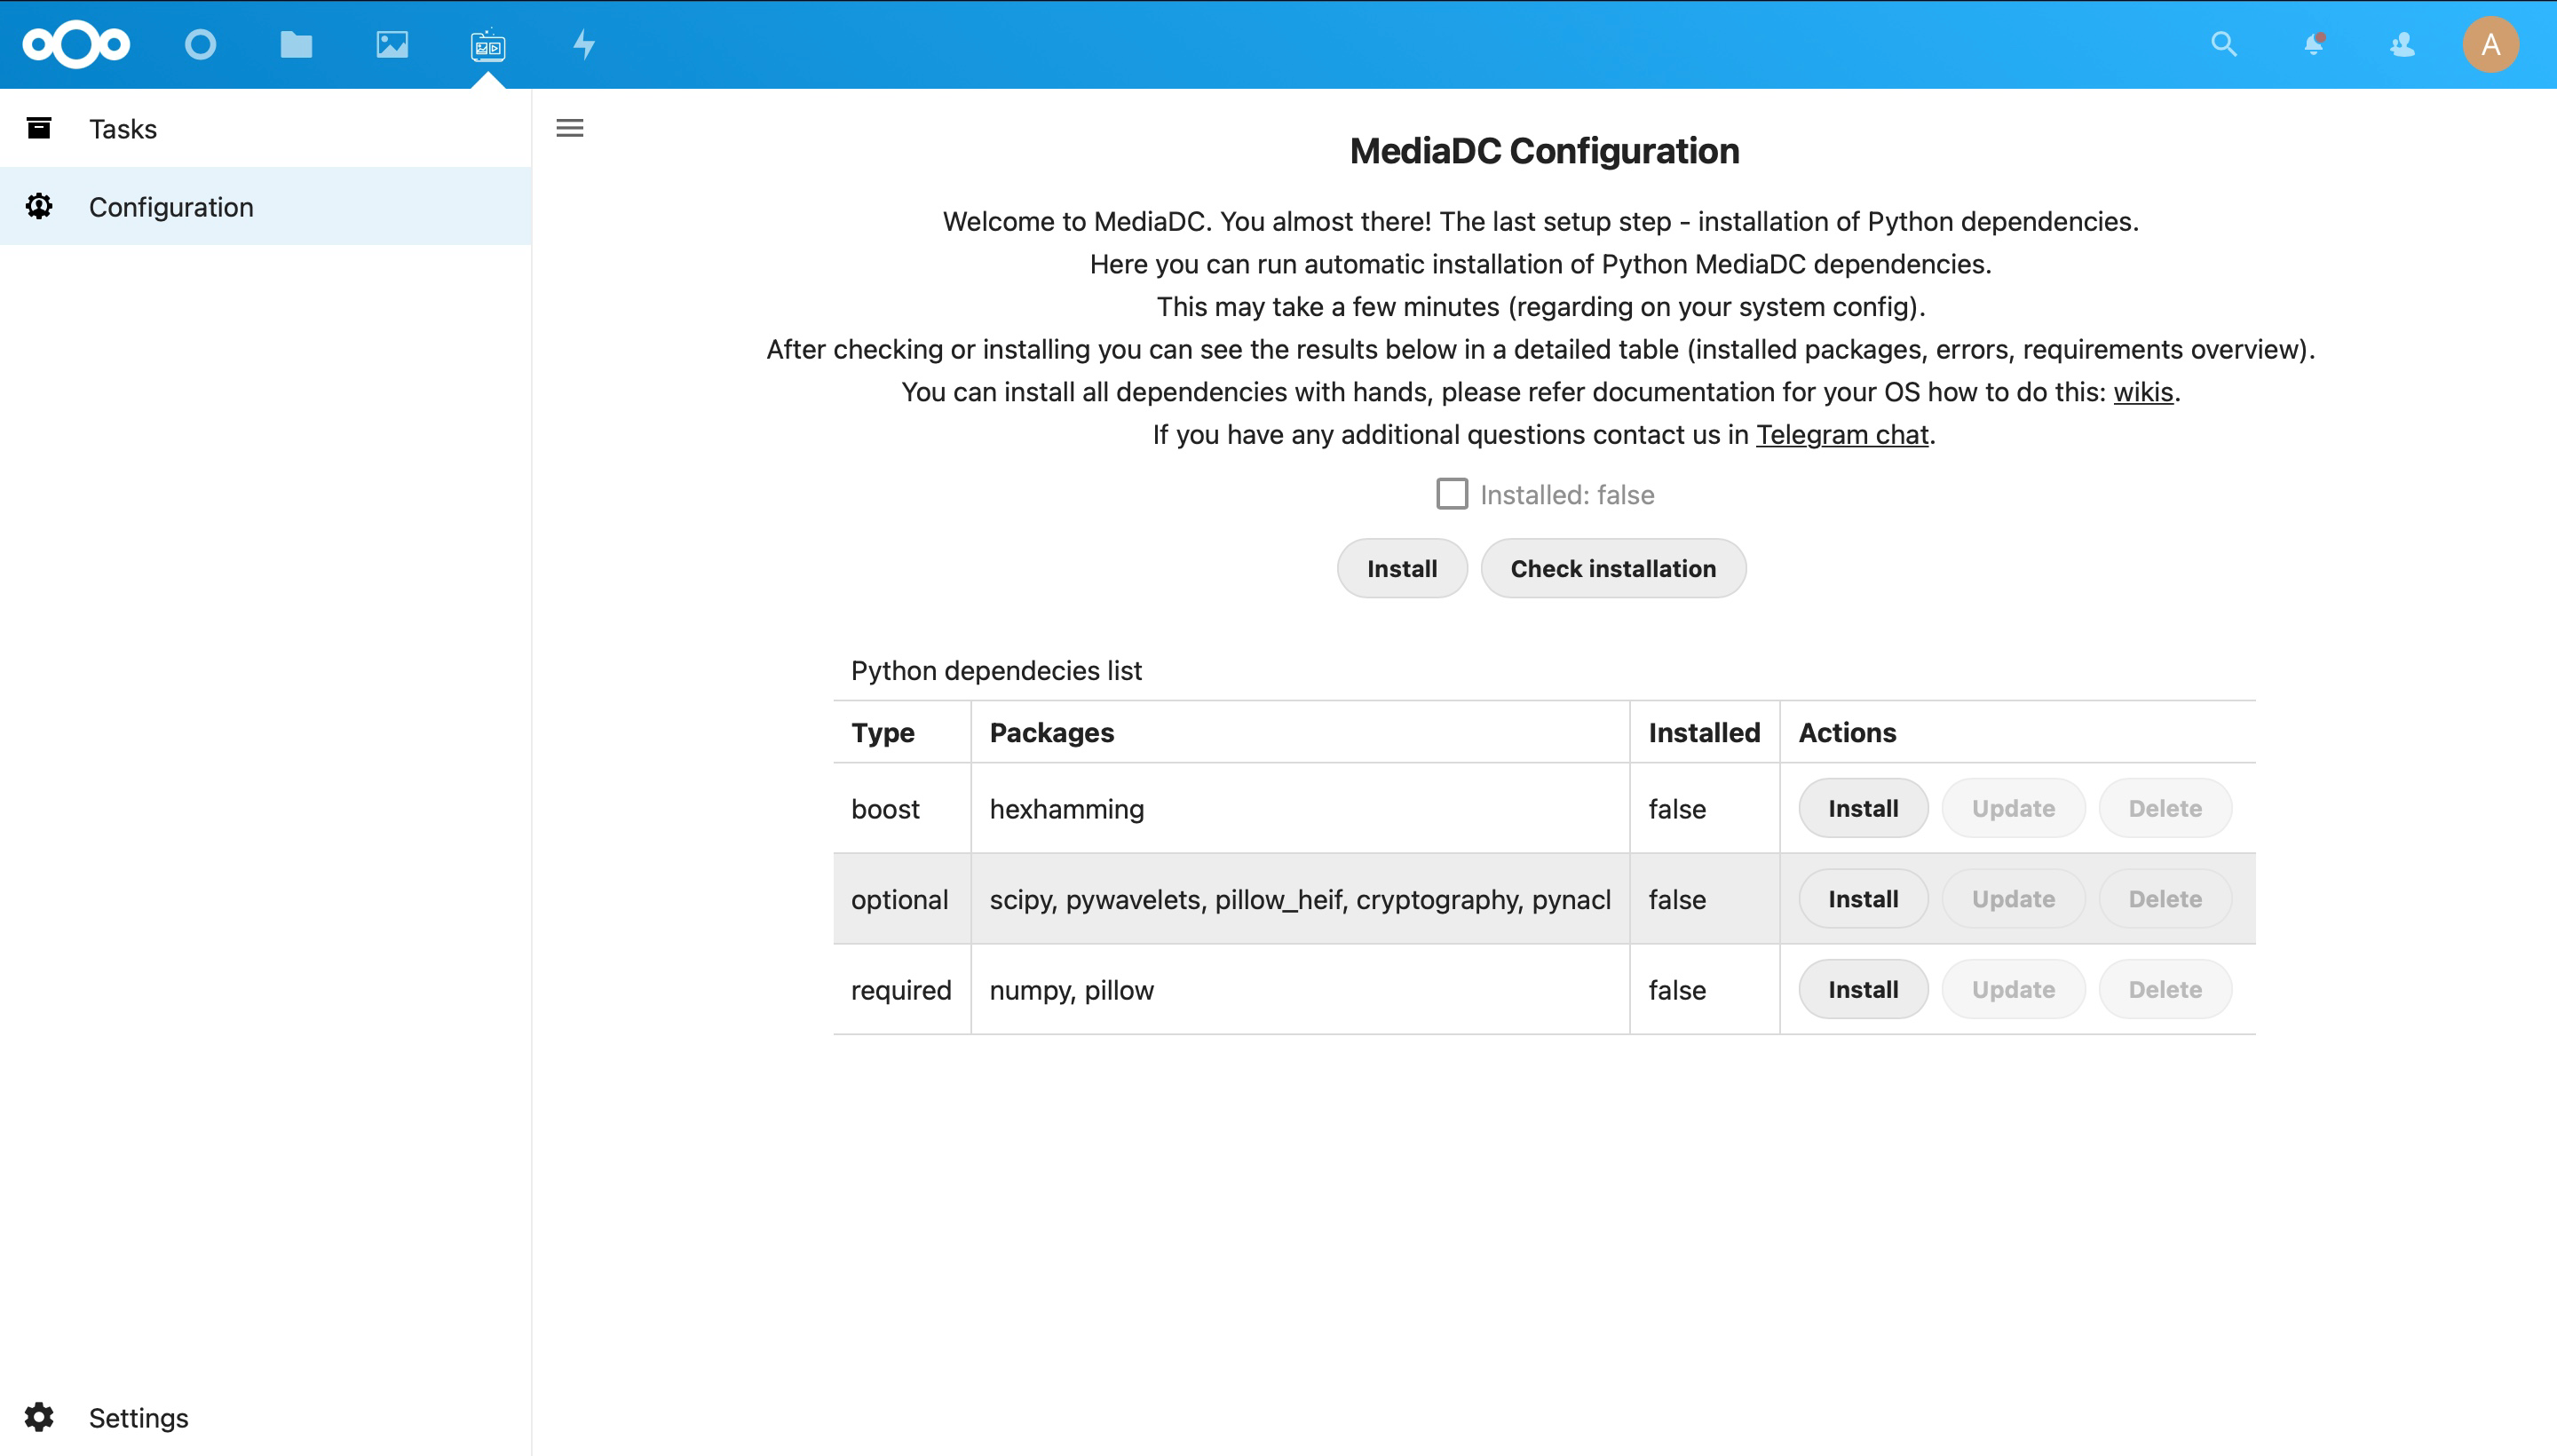 A
Tasks
Configuration
MediaDC Configuration
Welcome to MediaDC. You almost there! The last setup step - installation of Python dependencies.
Here you can run automatic installation of Python MediaDC dependencies.
This may take a few minutes (regarding on your system config).
After checking or installing you can see the results below in a detailed table (installed packages, errors, requirements overview).
You can install all dependencies with hands, please refer documentation for your OS how to do this: wikis.
If you have any additional questions contact us in Telegram chat.
Installed: false
Install Check installation
Python dependecies list
Type Packages Installed Actions
boost hexhamming false Install Update Delete
optional scipy, pywavelets, pillow_heif, cryptography, pynacl false Install Update Delete
required numpy, pillow false Install Update Delete
Settings